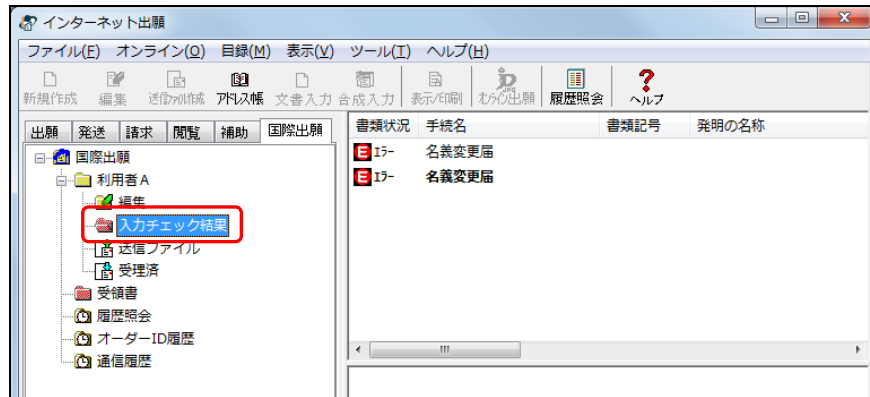 インターネット出願
ファイル(F) オンライン(O) 目録(M) 表示(V) ツール(T) ヘルプ(H)
新規作成 編集 送信ﾌｧｲﾙ作成 ｱﾄﾞﾚｽ帳 文書入力 合成入力 表示/印刷 ｵﾝﾗｲﾝ出願 履歴照会 ヘルプ
出願 発送 請求 閲覧 補助 国際出願
書類状況 手続名 書類記号 発明の名称
国際出願
利用者A
編集
入力チェック結果
送信ファイル
受理済
受領書
履歴照会
オーダーID履歴
通信履歴
E ｴﾗｰ 名義変更届
E ｴﾗｰ 名義変更届